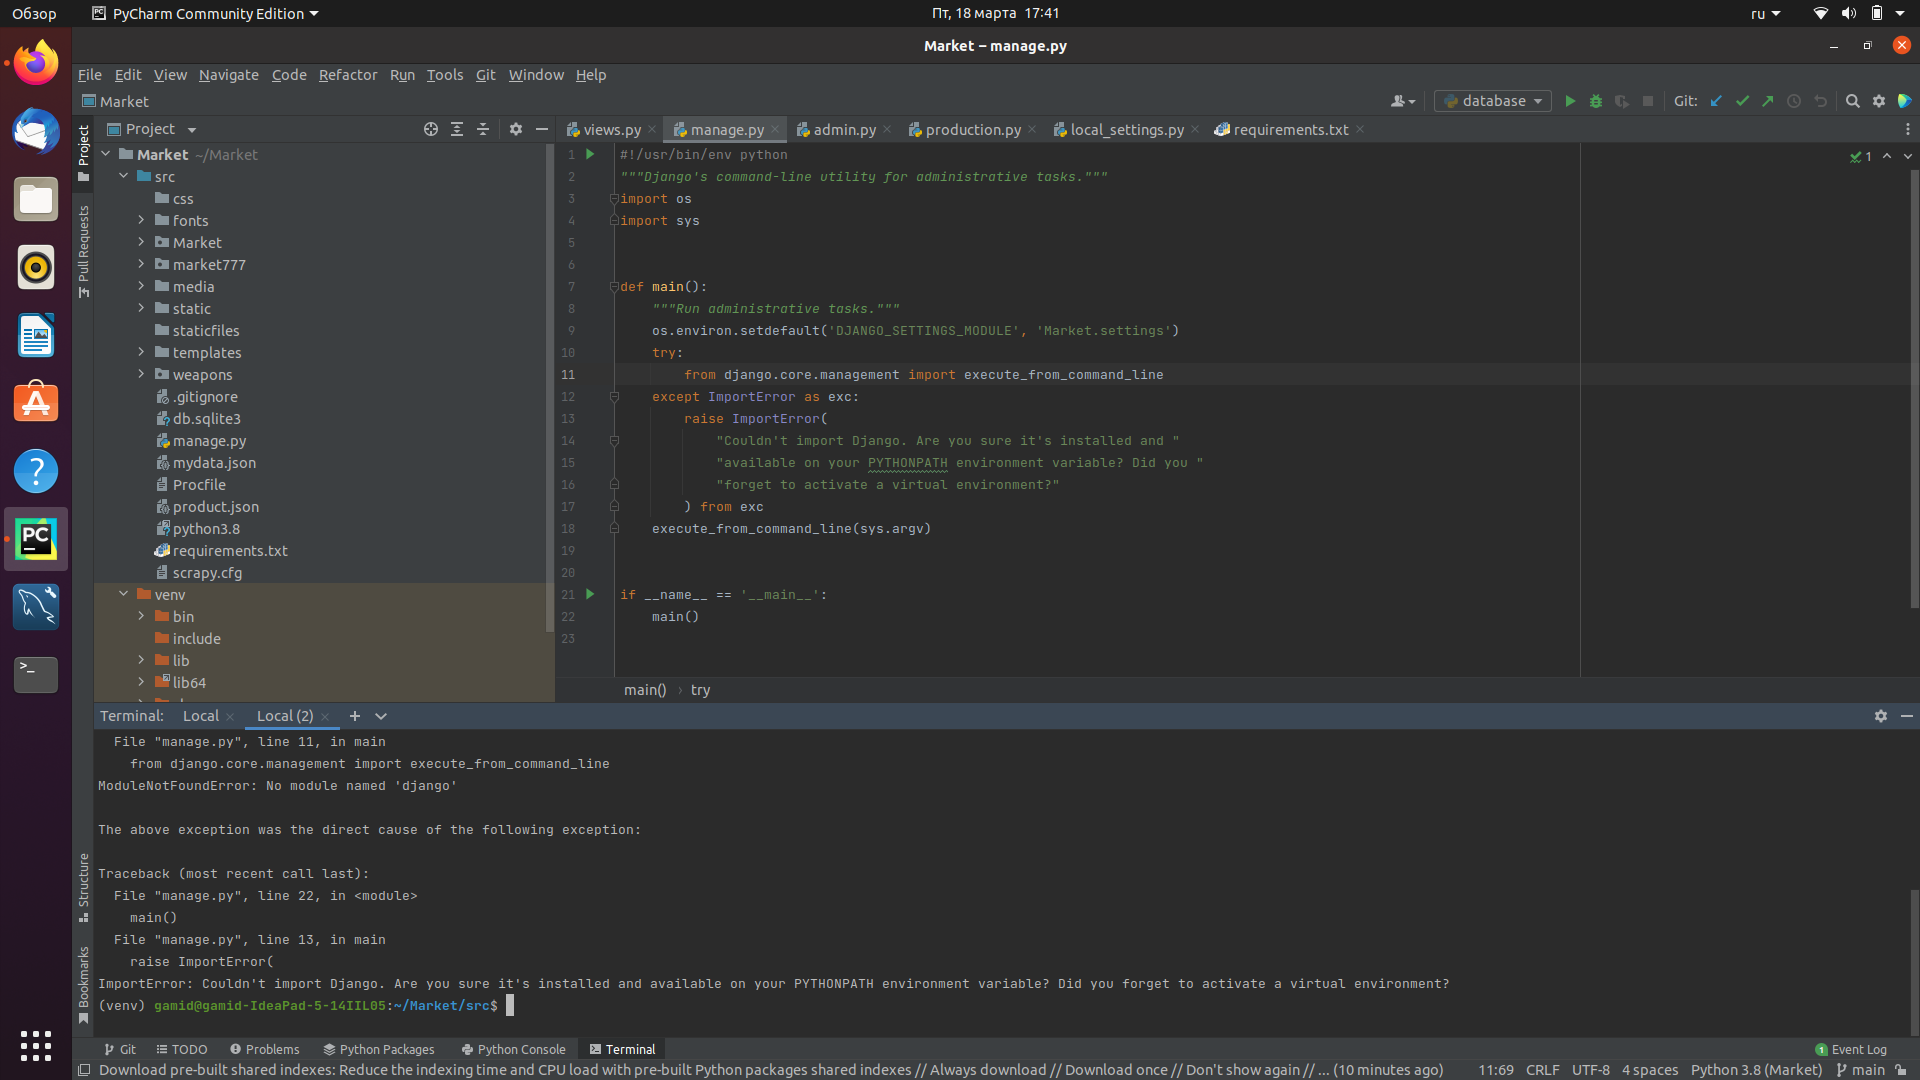 Обзор
PyCharm Community Edition
Пт, 18 марта 17:41
ru
Market – manage.py
File Edit View Navigate Code Refactor Run Tools Git Window Help
Market
database
Git:
Project
views.py
manage.py
admin.py
production.py
local_settings.py
requirements.txt
Project
Pull Requests
Structure
Bookmarks
Market ~/Market
src
css
fonts
Market
market777
media
static
staticfiles
templates
weapons
.gitignore
db.sqlite3
manage.py
mydata.json
Procfile
product.json
python3.8
requirements.txt
scrapy.cfg
venv
bin
include
lib
lib64
1 #!/usr/bin/env python
2 """Django's command-line utility for administrative tasks."""
3 import os
4 import sys
5
6
7 def main():
8 """Run administrative tasks."""
9 os.environ.setdefault('DJANGO_SETTINGS_MODULE', 'Market.settings')
10 try:
11 from django.core.management import execute_from_command_line
12 except ImportError as exc:
13 raise ImportError(
14 "Couldn't import Django. Are you sure it's installed and "
15 "available on your PYTHONPATH environment variable? Did you "
16 "forget to activate a virtual environment?"
17 ) from exc
18 execute_from_command_line(sys.argv)
19
20
21 if __name__ == '__main__':
22 main()
23
1
main() › try
Terminal: Local Local (2)
File "manage.py", line 11, in main
from django.core.management import execute_from_command_line
ModuleNotFoundError: No module named 'django'
The above exception was the direct cause of the following exception:
Traceback (most recent call last):
File "manage.py", line 22, in <module>
main()
File "manage.py", line 13, in main
raise ImportError(
ImportError: Couldn't import Django. Are you sure it's installed and available on your PYTHONPATH environment variable? Did you forget to activate a virtual environment?
(venv) gamid@gamid-IdeaPad-5-14IIL05:~/Market/src$
Git TODO Problems Python Packages Python Console Terminal
1 Event Log
Download pre-built shared indexes: Reduce the indexing time and CPU load with pre-built Python packages shared indexes // Always download // Download once // Don't show again // ... (10 minutes ago)
11:69 CRLF UTF-8 4 spaces Python 3.8 (Market) main